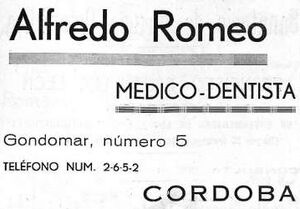 Alfredo Romeo
MEDICO-DENTISTA
Gondomar, número 5
TELÉFONO NUM. 2-6-5-2
CORDOBA